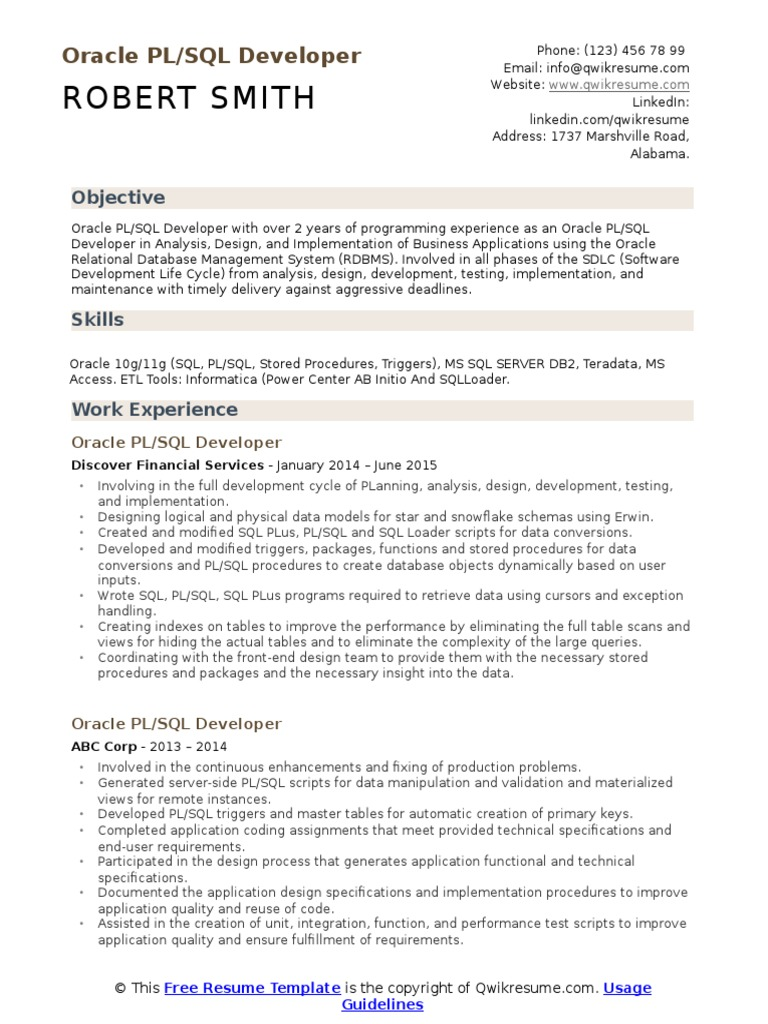 Oracle PL/SQL Developer
ROBERT SMITH
Phone: (123) 456 78 99
Email: info@qwikresume.com
Website: www.qwikresume.com
LinkedIn:
linkedin.com/qwikresume
Address: 1737 Marshville Road,
Alabama.
Objective
Oracle PL/SQL Developer with over 2 years of programming experience as an Oracle PL/SQL
Developer in Analysis, Design, and Implementation of Business Applications using the Oracle
Relational Database Management System (RDBMS). Involved in all phases of the SDLC (Software
Development Life Cycle) from analysis, design, development, testing, implementation, and
maintenance with timely delivery against aggressive deadlines.
Skills
Oracle 10g/11g (SQL, PL/SQL, Stored Procedures, Triggers), MS SQL SERVER DB2, Teradata, MS
Access. ETL Tools: Informatica (Power Center AB Initio And SQLLoader.
Work Experience
Oracle PL/SQL Developer
Discover Financial Services - January 2014 – June 2015
• Involving in the full development cycle of PLanning, analysis, design, development, testing,
and implementation.
• Designing logical and physical data models for star and snowflake schemas using Erwin.
• Created and modified SQL PLus, PL/SQL and SQL Loader scripts for data conversions.
• Developed and modified triggers, packages, functions and stored procedures for data
conversions and PL/SQL procedures to create database objects dynamically based on user
inputs.
• Wrote SQL, PL/SQL, SQL PLus programs required to retrieve data using cursors and exception
handling.
• Creating indexes on tables to improve the performance by eliminating the full table scans and
views for hiding the actual tables and to eliminate the complexity of the large queries.
• Coordinating with the front-end design team to provide them with the necessary stored
procedures and packages and the necessary insight into the data.
Oracle PL/SQL Developer
ABC Corp - 2013 – 2014
• Involved in the continuous enhancements and fixing of production problems.
• Generated server-side PL/SQL scripts for data manipulation and validation and materialized
views for remote instances.
• Developed PL/SQL triggers and master tables for automatic creation of primary keys.
• Completed application coding assignments that meet provided technical specifications and
end-user requirements.
• Participated in the design process that generates application functional and technical
specifications.
• Documented the application design specifications and implementation procedures to improve
application quality and reuse of code.
• Assisted in the creation of unit, integration, function, and performance test scripts to improve
application quality and ensure fulfillment of requirements.
© This Free Resume Template is the copyright of Qwikresume.com. Usage
Guidelines